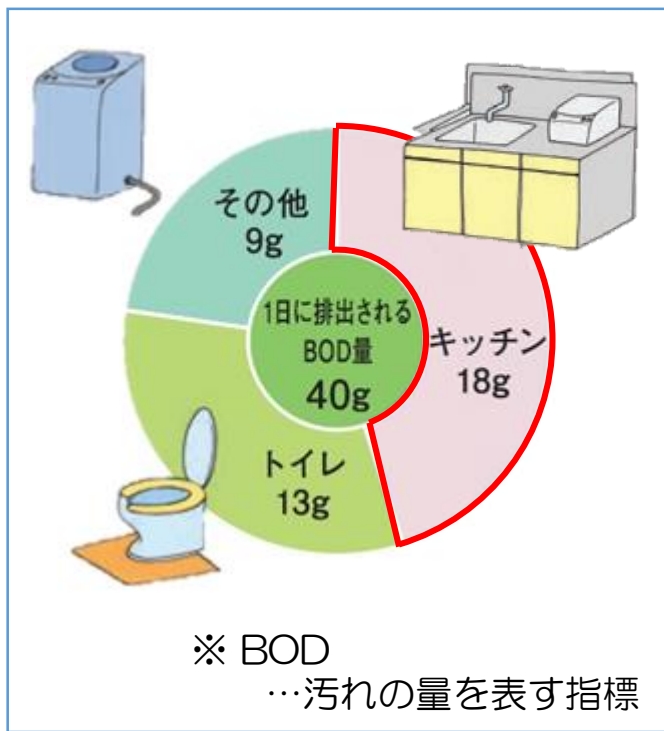 その他
9g
1日に排出される
BOD量
40g
キッチン
18g
トイレ
13g
※ BOD
…汚れの量を表す指標